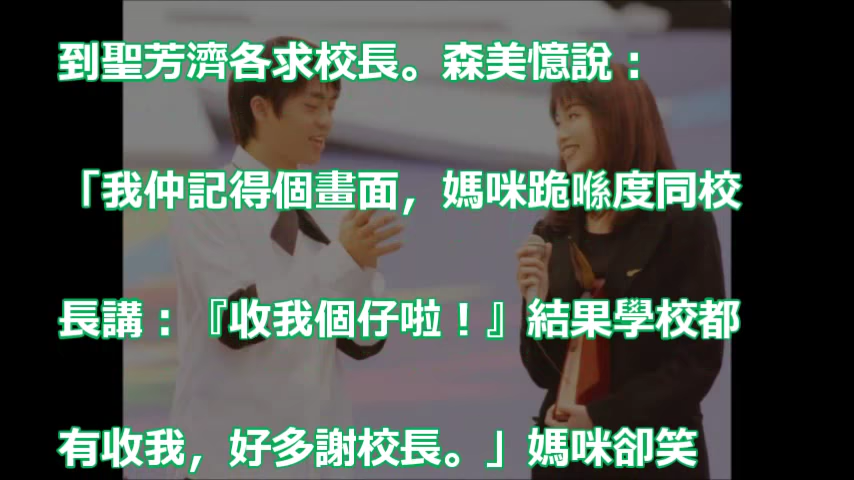 到聖芳濟各求校長。森美憶說：
「我仲記得個畫面，媽咪跪喺度同校
長講：『收我個仔啦！』結果學校都
有收我，好多謝校長。」媽咪卻笑